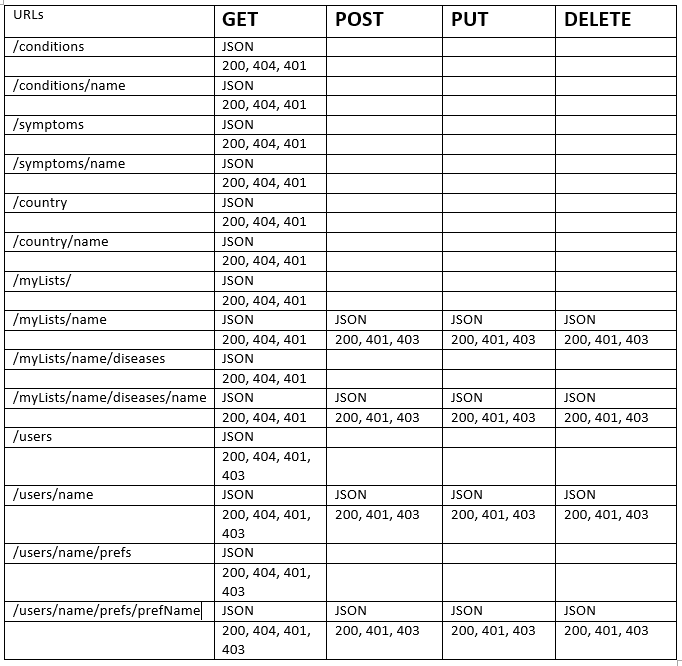 URLs GET POST PUT DELETE
/conditions JSON
200, 404, 401
/conditions/name JSON
200, 404, 401
/symptoms JSON
200, 404, 401
/symptoms/name JSON
200, 404, 401
/country JSON
200, 404, 401
/country/name JSON
200, 404, 401
/myLists/ JSON
200, 404, 401
/myLists/name JSON JSON JSON JSON
200, 404, 401 200, 401, 403 200, 401, 403 200, 401, 403
/myLists/name/diseases JSON
200, 404, 401
/myLists/name/diseases/name JSON JSON JSON JSON
200, 404, 401 200, 401, 403 200, 401, 403 200, 401, 403
/users JSON
200, 404, 401,
403
/users/name JSON JSON JSON JSON
200, 404, 401, 200, 401, 403 200, 401, 403 200, 401, 403
403
/users/name/prefs JSON
200, 404, 401,
403
/users/name/prefs/prefName JSON JSON JSON JSON
200, 404, 401, 200, 401, 403 200, 401, 403 200, 401, 403
403